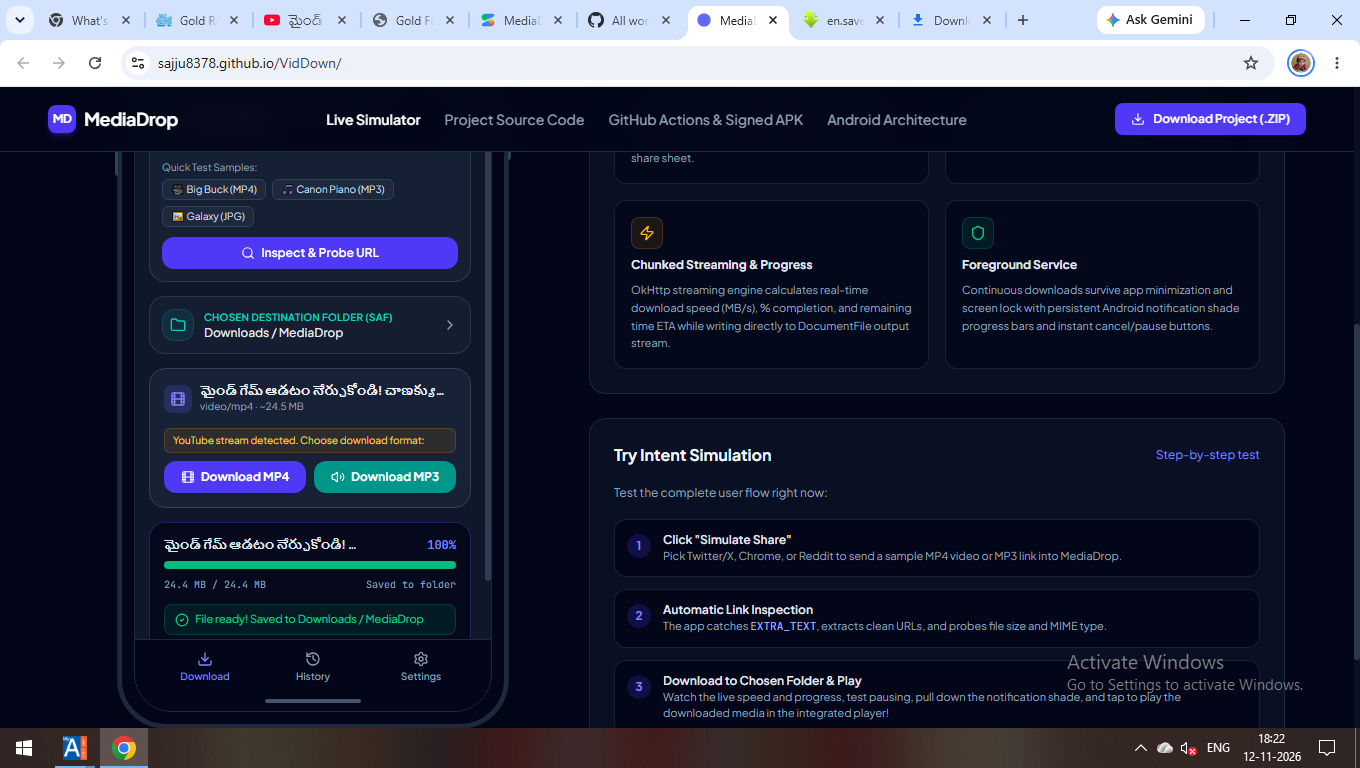 What's
Gold R
మైండ్
Gold F
Media
All wo
Media
en.save
Downl
Ask Gemini
sajju8378.github.io/VidDown/
MD MediaDrop
Live Simulator
Project Source Code
GitHub Actions & Signed APK
Android Architecture
Download Project (.ZIP)
Quick Test Samples:
Big Buck (MP4)
Canon Piano (MP3)
Galaxy (JPG)
Inspect & Probe URL
CHOSEN DESTINATION FOLDER (SAF)
Downloads / MediaDrop
మైండ్ గేమ్ ఆడటం నేర్చుకోండి! చాణక్య...
video/mp4 · ~24.5 MB
YouTube stream detected. Choose download format:
Download MP4
Download MP3
మైండ్ గేమ్ ఆడటం నేర్చుకోండి! ...
100%
24.4 MB / 24.4 MB
Saved to folder
File ready! Saved to Downloads / MediaDrop
Download
History
Settings
share sheet.
Chunked Streaming & Progress
OkHttp streaming engine calculates real-time
download speed (MB/s), % completion, and remaining
time ETA while writing directly to DocumentFile output
stream.
Foreground Service
Continuous downloads survive app minimization and
screen lock with persistent Android notification shade
progress bars and instant cancel/pause buttons.
Try Intent Simulation
Step-by-step test
Test the complete user flow right now:
1
Click "Simulate Share"
Pick Twitter/X, Chrome, or Reddit to send a sample MP4 video or MP3 link into MediaDrop.
2
Automatic Link Inspection
The app catches EXTRA_TEXT, extracts clean URLs, and probes file size and MIME type.
3
Download to Chosen Folder & Play
Watch the live speed and progress, test pausing, pull down the notification shade, and tap to play the
downloaded media in the integrated player!
Activate Windows
Go to Settings to activate Windows.
ENG
18:22
12-11-2026